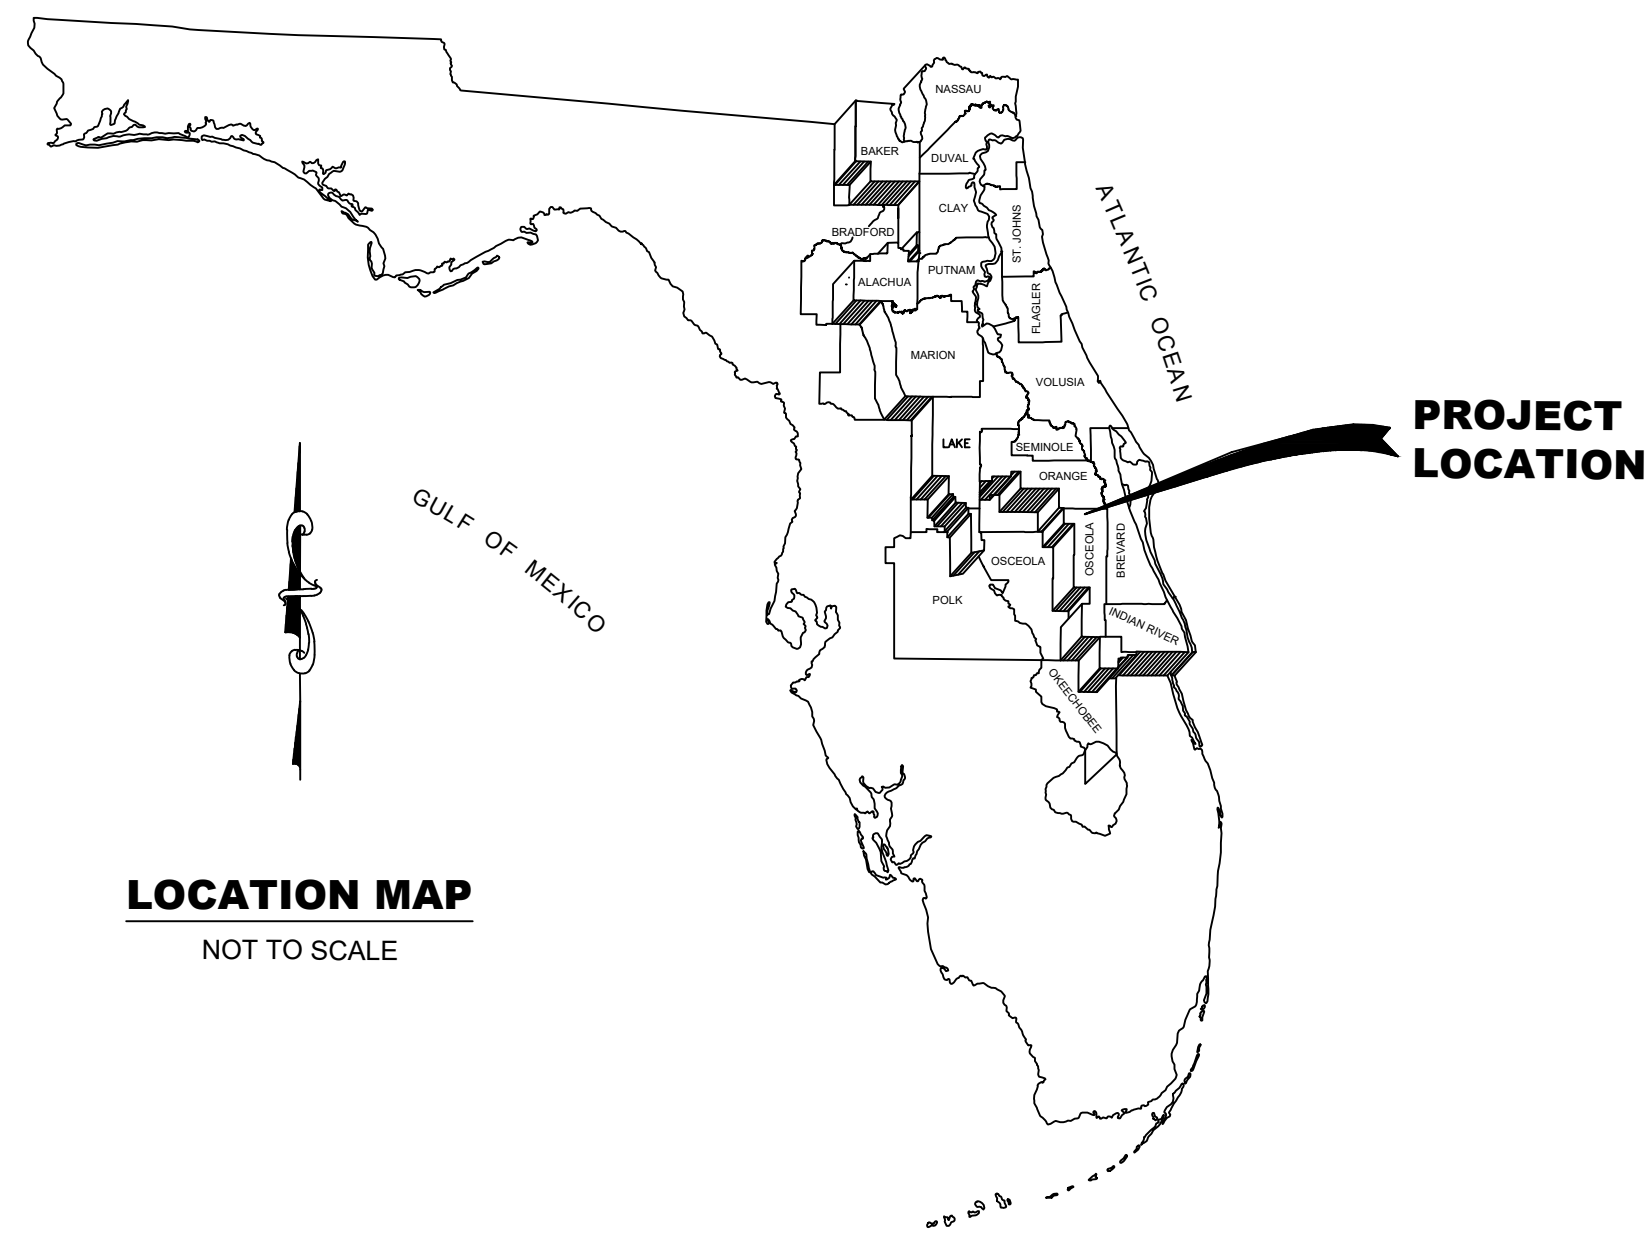 NASSAU
BAKER
DUVAL
CLAY
BRADFORD
ST. JOHNS
PUTNAM
ALACHUA
FLAGLER
MARION
VOLUSIA
ATLANTIC OCEAN
PROJECT
LOCATION
LAKE
SEMINOLE
ORANGE
OSCEOLA
BREVARD
OSCEOLA
POLK
INDIAN RIVER
OKEECHOBEE
GULF OF MEXICO
LOCATION MAP
NOT TO SCALE